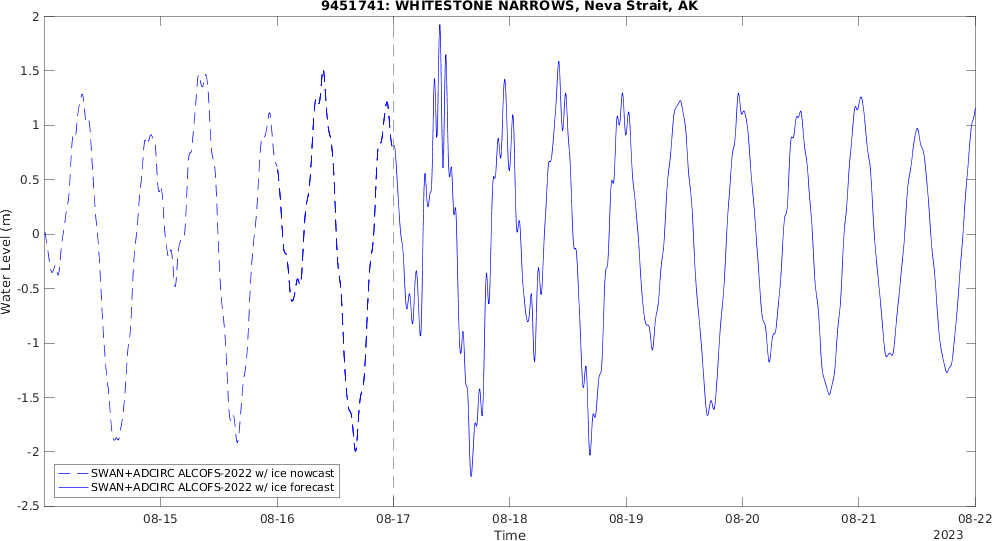 9451741: WHITESTONE NARROWS, Neva Strait, AK
2
1.5
1
0.5
0
-0.5
-1
-1.5
-2
-2.5
Water Level (m)
SWAN+ADCIRC ALCOFS-2022 w/ ice nowcast
SWAN+ADCIRC ALCOFS-2022 w/ ice forecast
08-15 08-16 08-17 08-18 08-19 08-20 08-21 08-22
Time
2023